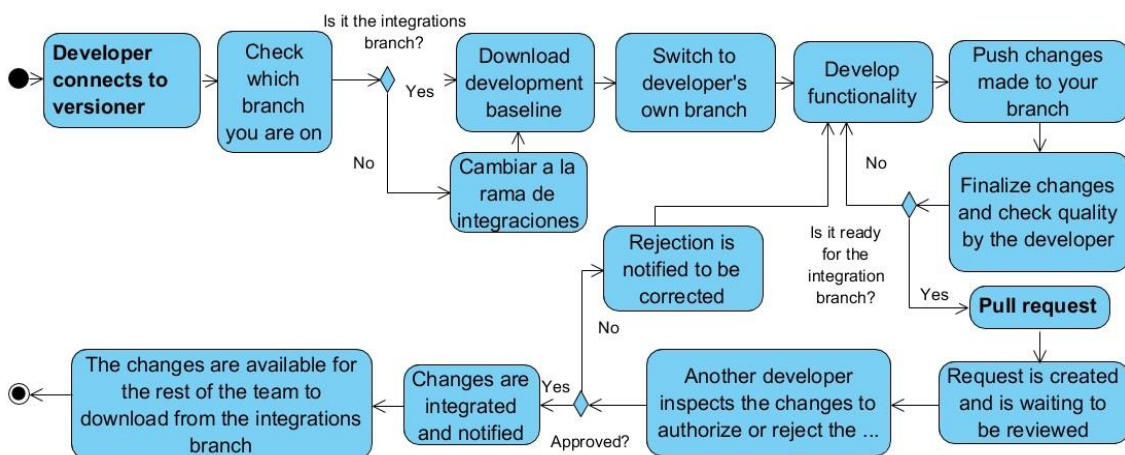 Is it the integrations
branch?
Developer
connects to
versioner
Check
which
branch
you are on
Yes
No
Download
development
baseline
Cambiar a la
rama de
integraciones
Switch to
developer's
own branch
Develop
functionality
Push changes
made to your
branch
Finalize changes
and check quality
by the developer
No
Is it ready
for the
integration
branch?
Yes
Pull request
Request is created
and is waiting to
be reviewed
Another developer
inspects the changes to
authorize or reject the ...
Approved?
No
Rejection is
notified to be
corrected
Yes
Changes are
integrated
and notified
The changes are available for
the rest of the team to
download from the integrations
branch